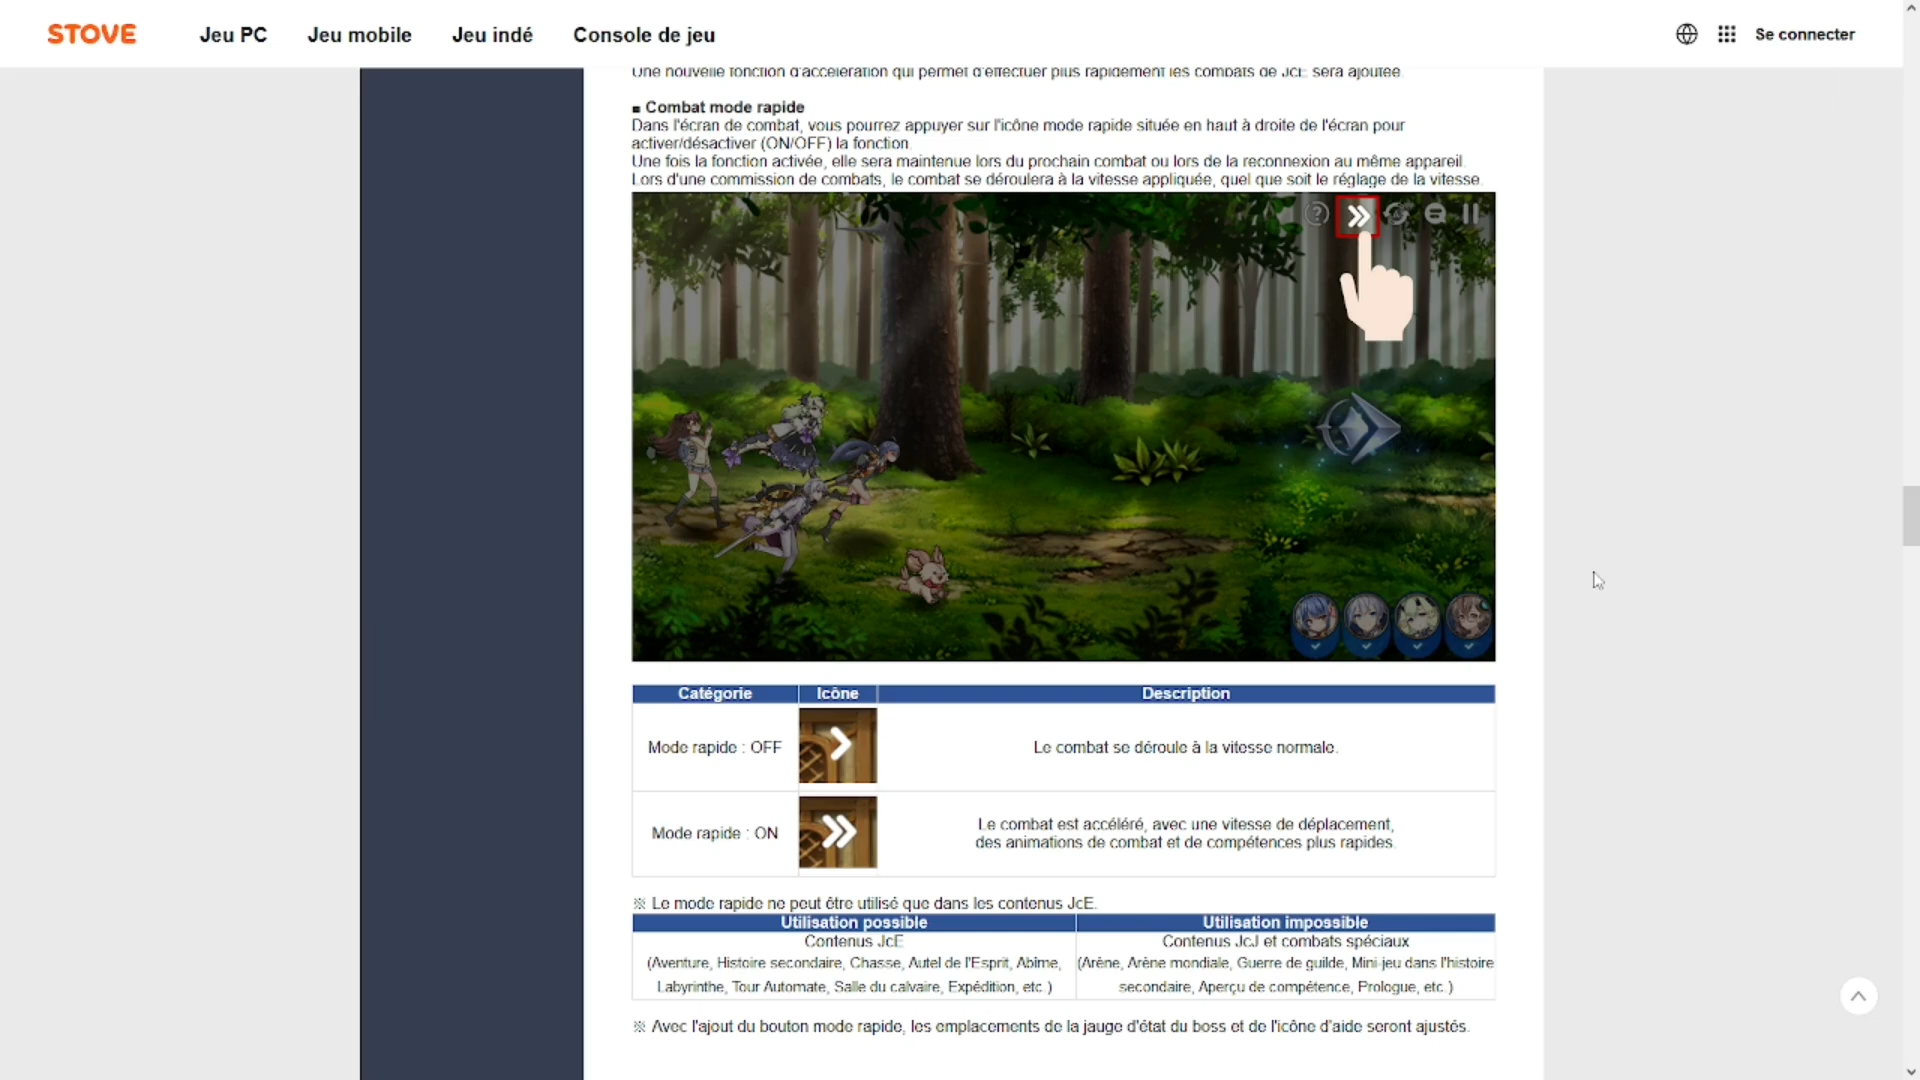 STOVE
Jeu PC
Jeu mobile
Jeu indé
Console de jeu
Se connecter
Une nouvelle fonction d'accélération qui permet d'effectuer plus rapidement les combats de JcE sera ajoutée.
■ Combat mode rapide
Dans l'écran de combat, vous pourrez appuyer sur l'icône mode rapide située en haut à droite de l'écran pour
activer/désactiver (ON/OFF) la fonction.
Une fois la fonction activée, elle sera maintenue lors du prochain combat ou lors de la reconnexion au même appareil.
Lors d'une commission de combats, le combat se déroulera à la vitesse appliquée, quel que soit le réglage de la vitesse.
Catégorie Icône Description
Mode rapide : OFF
Le combat se déroule à la vitesse normale.
Mode rapide : ON
Le combat est accéléré, avec une vitesse de déplacement,
des animations de combat et de compétences plus rapides.
※ Le mode rapide ne peut être utilisé que dans les contenus JcE.
Utilisation possible
Utilisation impossible
Contenus JcE
(Aventure, Histoire secondaire, Chasse, Autel de l'Esprit, Abîme,
Labyrinthe, Tour Automate, Salle du calvaire, Expédition, etc.)
Contenus JcJ et combats spéciaux
(Arène, Arène mondiale, Guerre de guilde, Mini-jeu dans l'histoire
secondaire, Aperçu de compétence, Prologue, etc.)
※ Avec l'ajout du bouton mode rapide, les emplacements de la jauge d'état du boss et de l'icône d'aide seront ajustés.